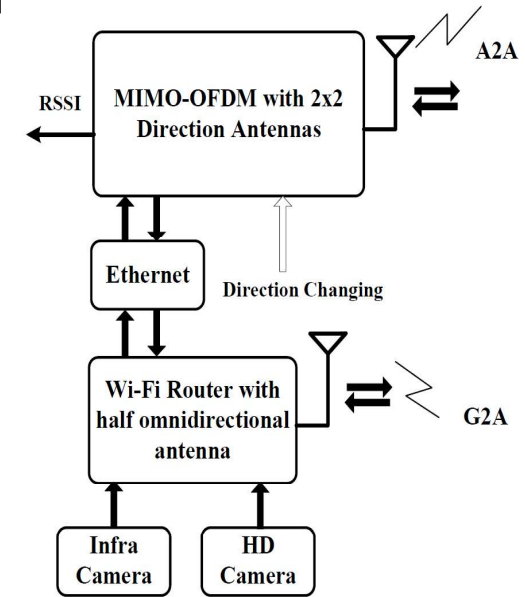 A2A
RSSI
MIMO-OFDM with 2x2
Direction Antennas
Ethernet
Direction Changing
Wi-Fi Router with
half omnidirectional
antenna
G2A
Infra
Camera
HD
Camera